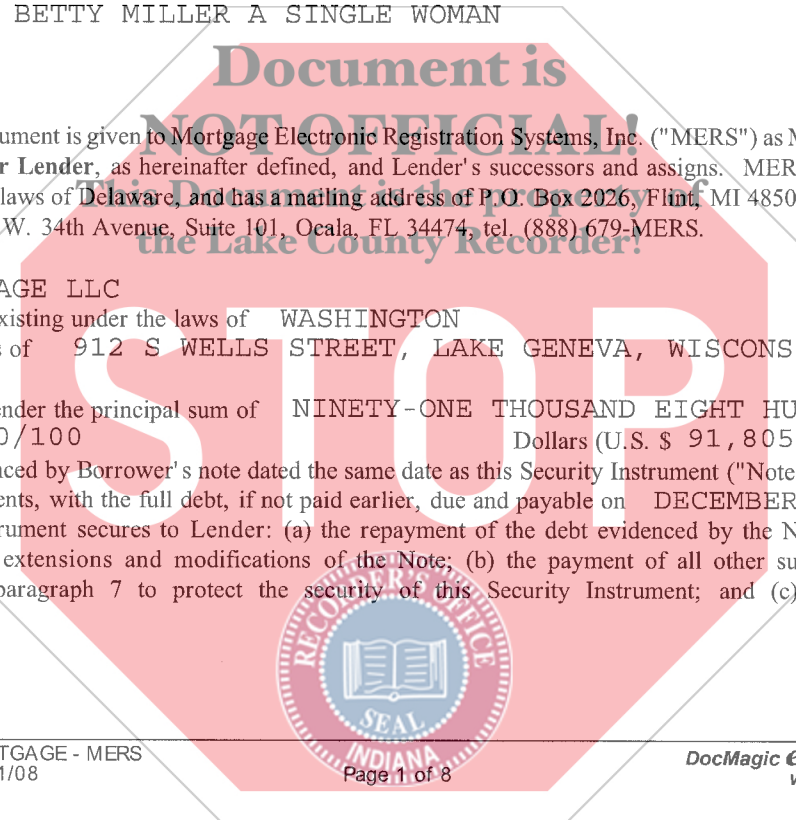 BETTY MILLER A SINGLE WOMAN
Document is
NOT OFFICIAL!
This Document is the property of
the Lake County Recorder!
ument is given to Mortgage Electronic Registration Systems, Inc. ("MERS") as
r Lender, as hereinafter defined, and Lender's successors and assigns. MER
laws of Delaware, and has a mailing address of P.O. Box 2026, Flint, MI 4850
W. 34th Avenue, Suite 101, Ocala, FL 34474, tel. (888) 679-MERS.
AGE LLC
xisting under the laws of WASHINGTON
s of 912 S WELLS STREET, LAKE GENEVA, WISCONS
STOP
ender the principal sum of NINETY-ONE THOUSAND EIGHT HU
0/100 Dollars (U.S. $ 91,805
nced by Borrower's note dated the same date as this Security Instrument ("Note
ents, with the full debt, if not paid earlier, due and payable on DECEMBER
rument secures to Lender: (a) the repayment of the debt evidenced by the N
extensions and modifications of the Note; (b) the payment of all other su
paragraph 7 to protect the security of this Security Instrument; and (c)
RECORDER'S OFFICE
SEAL
INDIANA
TGAGE - MERS
1/08
Page 1 of 8
DocMagic